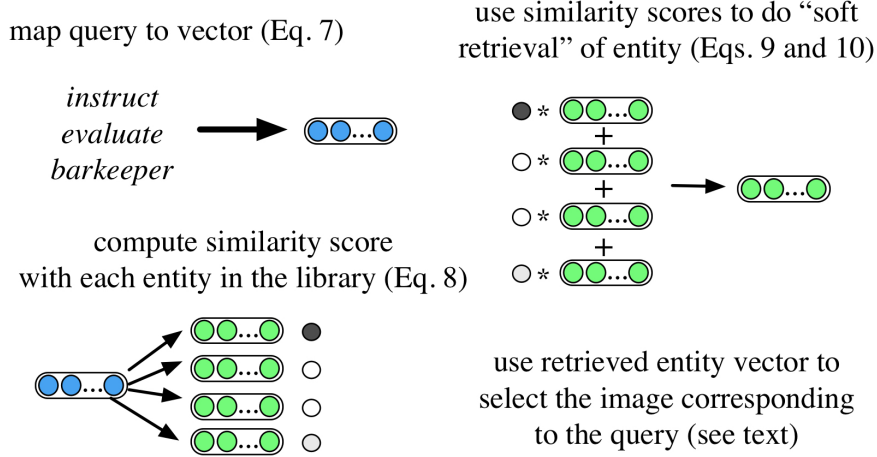 map query to vector (Eq. 7)
instruct
evaluate
barkeeper
...
compute similarity score
with each entity in the library (Eq. 8)
...
...
...
...
...
use similarity scores to do “soft
retrieval” of entity (Eqs. 9 and 10)
* ...
+
* ...
+
* ...
+
* ...
...
use retrieved entity vector to
select the image corresponding
to the query (see text)